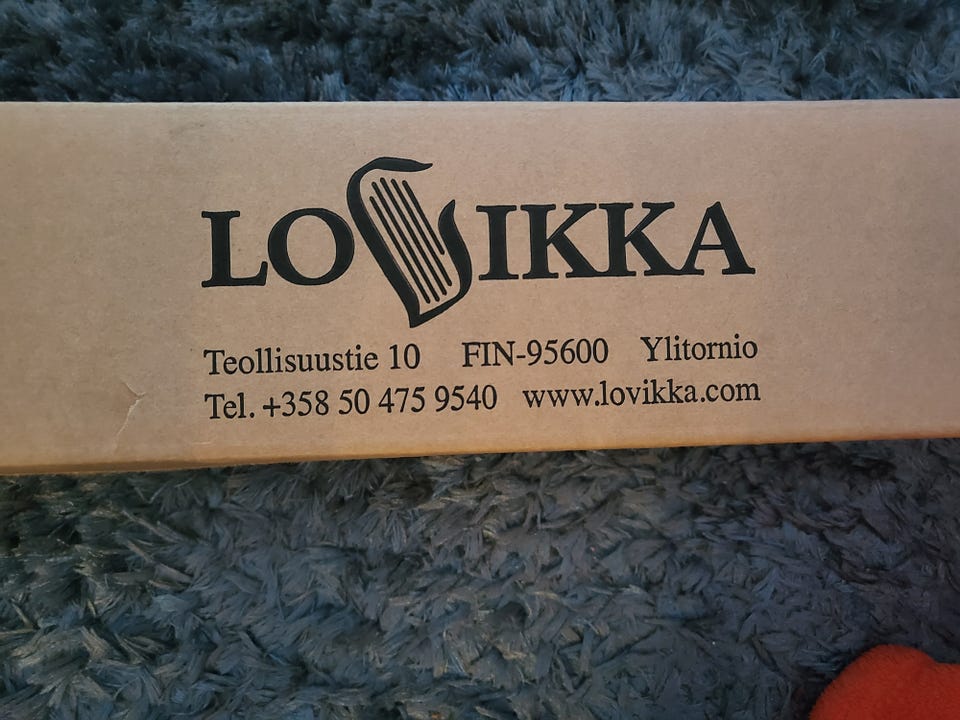 LOVIKKA
Teollisuustie 10 FIN-95600 Ylitornio
Tel. +358 50 475 9540 www.lovikka.com